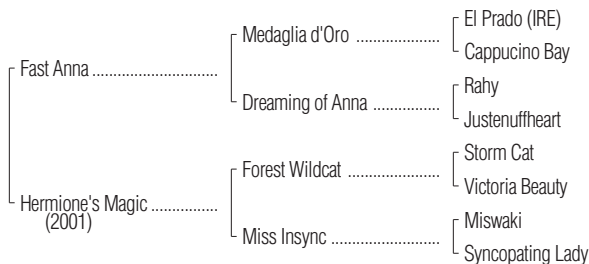 El Prado (IRE)
Medaglia d'Oro ....................
Cappucino Bay
Fast Anna ..............................
Rahy
Dreaming of Anna ................
Justenuffheart
Storm Cat
Forest Wildcat ......................
Victoria Beauty
Hermione's Magic ................
(2001)
Miswaki
Miss Insync ..........................
Syncopating Lady